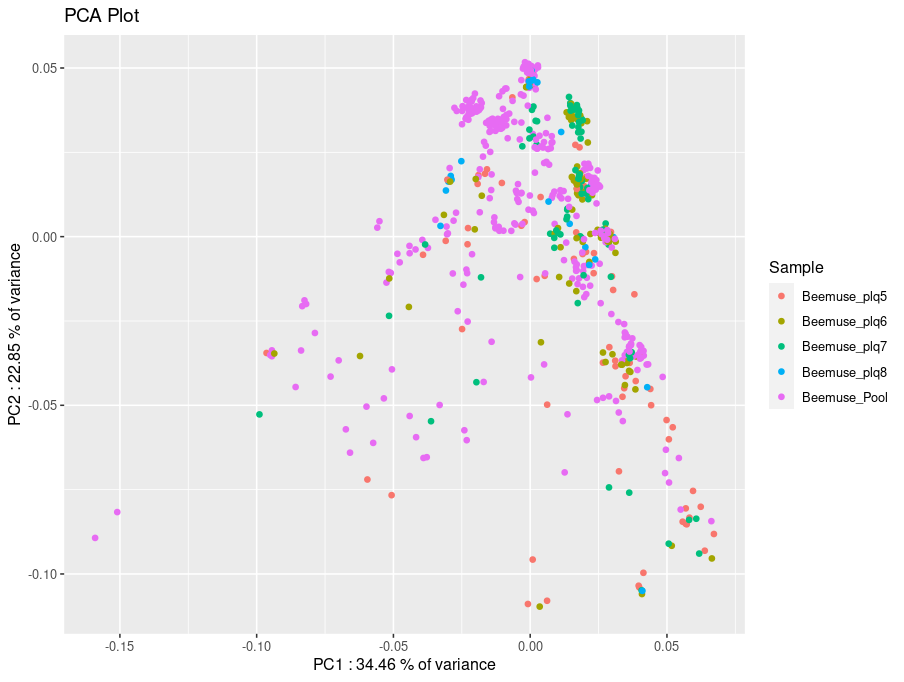 PCA Plot
0.05
0.00
-0.05
-0.10
PC2 : 22.85 % of variance
-0.15
-0.10
-0.05
0.00
0.05
PC1 : 34.46 % of variance
Sample
Beemuse_plq5
Beemuse_plq6
Beemuse_plq7
Beemuse_plq8
Beemuse_Pool